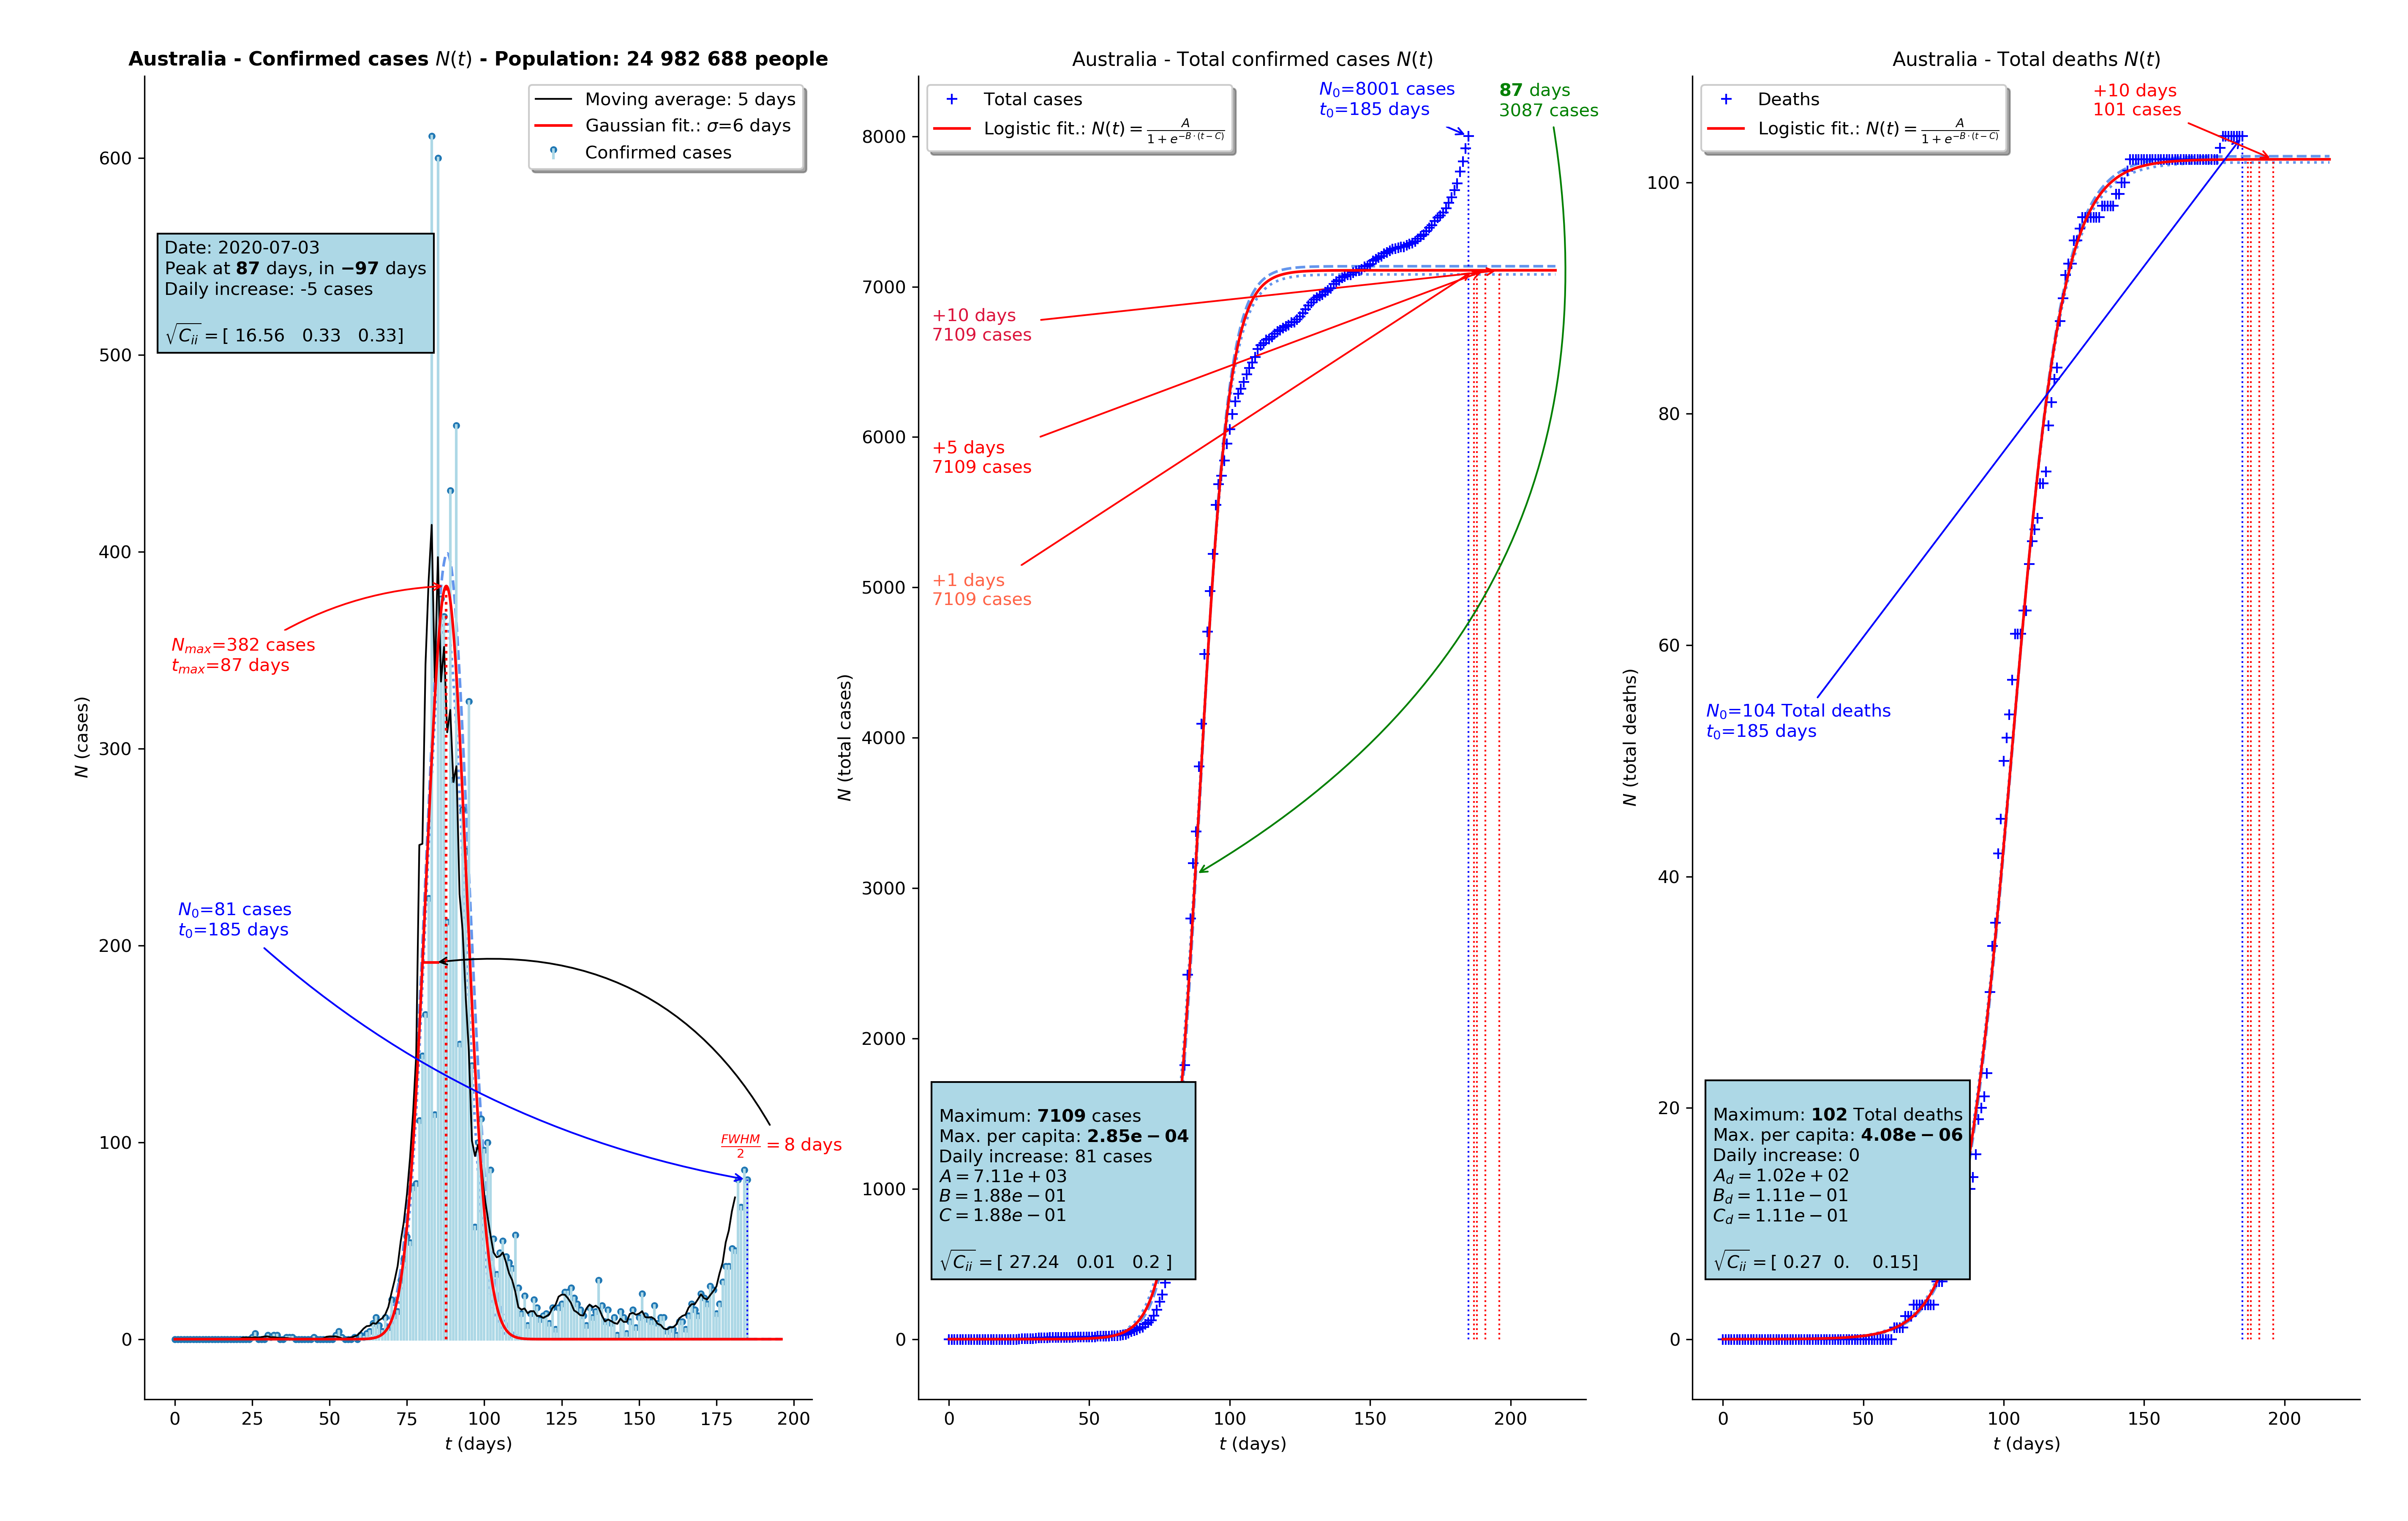 Australia - Confirmed cases N(t) - Population: 24 982 688 people
Moving average: 5 days
Gaussian fit.: σ=6 days
Confirmed cases
Date: 2020-07-03
Peak at 87 days, in −97 days
Daily increase: -5 cases
√C_ii = [ 16.56 0.33 0.33]
N_max=382 cases
t_max=87 days
N_0=81 cases
t_0=185 days
FWHM/2 = 8 days
N (cases)
600
500
400
300
200
100
0
0 25 50 75 100 125 150 175 200
t (days)
Australia - Total confirmed cases N(t)
Total cases
Logistic fit.: N(t) = A/(1 + e^{−B·(t−C)})
N_0=8001 cases
t_0=185 days
87 days
3087 cases
+10 days
7109 cases
+5 days
7109 cases
+1 days
7109 cases
Maximum: 7109 cases
Max. per capita: 2.85e − 04
Daily increase: 81 cases
A = 7.11e + 03
B = 1.88e − 01
C = 1.88e − 01
√C_ii = [ 27.24 0.01 0.2 ]
N (total cases)
8000
7000
6000
5000
4000
3000
2000
1000
0
0 50 100 150 200
t (days)
Australia - Total deaths N(t)
Deaths
Logistic fit.: N(t) = A/(1 + e^{−B·(t−C)})
+10 days
101 cases
N_0=104 Total deaths
t_0=185 days
Maximum: 102 Total deaths
Max. per capita: 4.08e − 06
Daily increase: 0
A_d = 1.02e + 02
B_d = 1.11e − 01
C_d = 1.11e − 01
√C_ii = [ 0.27 0. 0.15]
N (total deaths)
100
80
60
40
20
0
0 50 100 150 200
t (days)